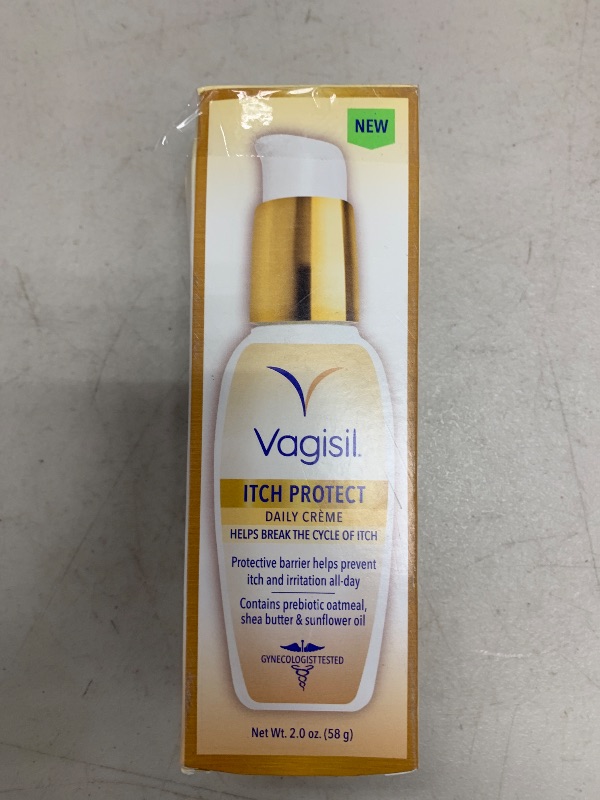 NEW
Vagisil.
ITCH PROTECT
DAILY CRÈME
HELPS BREAK THE CYCLE OF ITCH
Protective barrier helps prevent
itch and irritation all-day
Contains prebiotic oatmeal,
shea butter & sunflower oil
GYNECOLOGIST TESTED
Net Wt. 2.0 oz. (58 g)